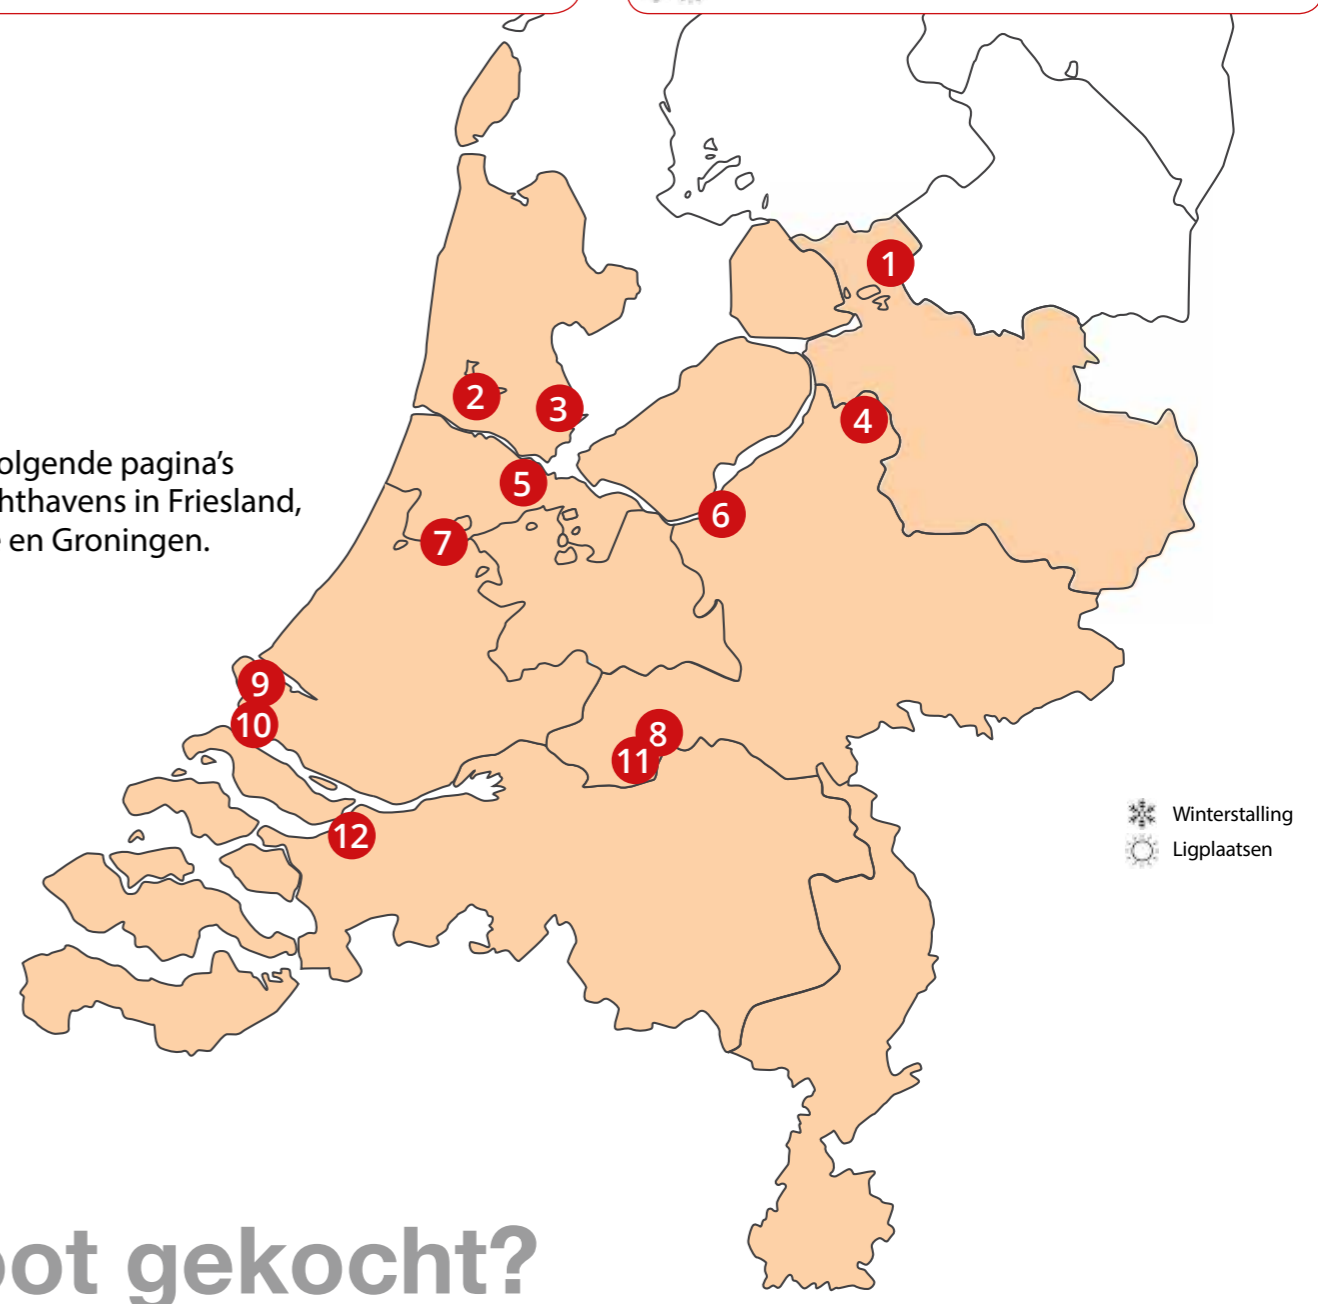 1
2
3
4
olgende pagina's
hthavens in Friesland,
en Groningen.
5
6
7
9
10
8
11
12
Winterstalling
Ligplaatsen
oot gekocht?